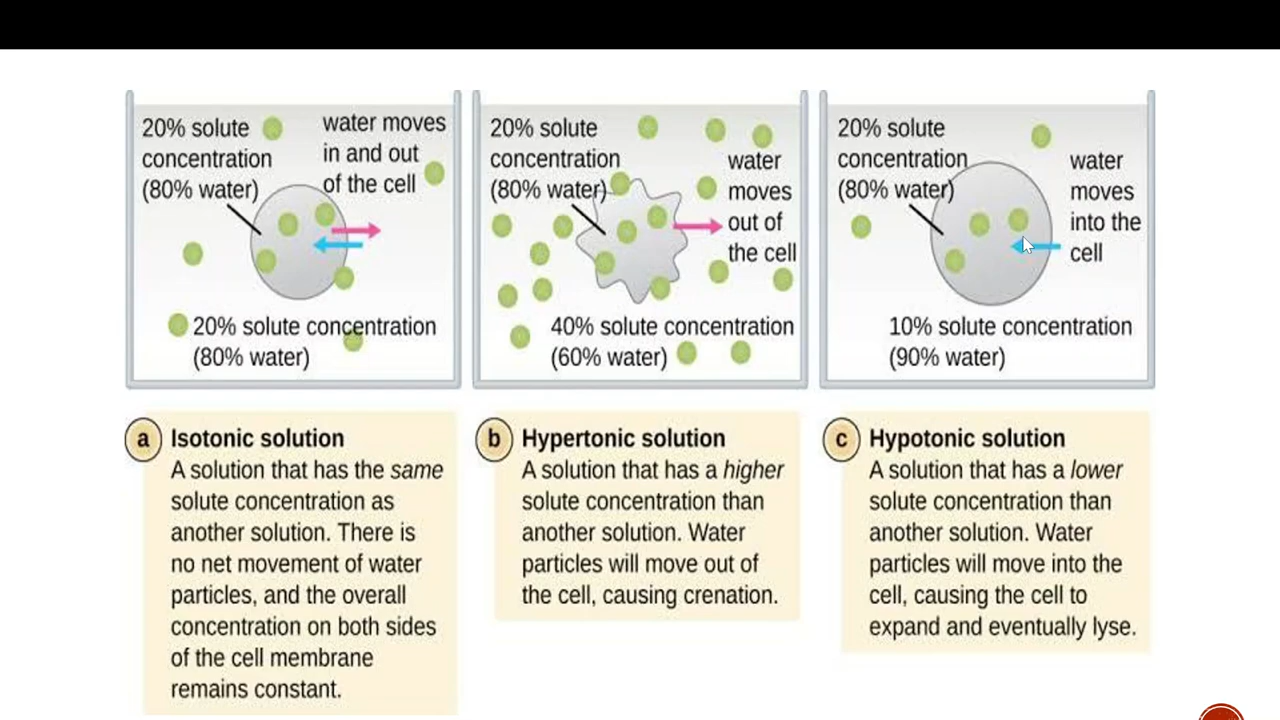 20% solute
concentration
(80% water)
water moves
in and out
of the cell
20% solute concentration
(80% water)
20% solute
concentration
(80% water)
water
moves
out of
the cell
40% solute concentration
(60% water)
20% solute
concentration
(80% water)
water
moves
into the
cell
10% solute concentration
(90% water)
a Isotonic solution
A solution that has the same
solute concentration as
another solution. There is
no net movement of water
particles, and the overall
concentration on both sides
of the cell membrane
remains constant.
b Hypertonic solution
A solution that has a higher
solute concentration than
another solution. Water
particles will move out of
the cell, causing crenation.
c Hypotonic solution
A solution that has a lower
solute concentration than
another solution. Water
particles will move into the
cell, causing the cell to
expand and eventually lyse.